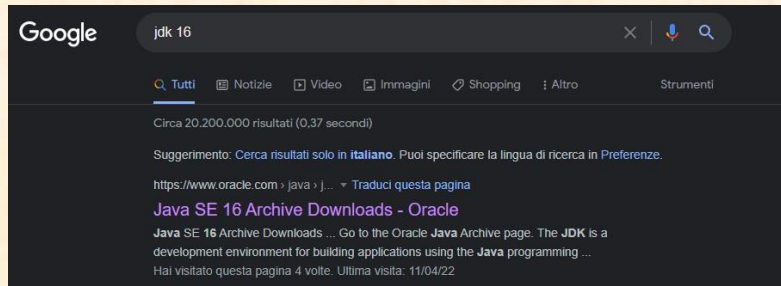 Google
jdk 16
Tutti Notizie Video Immagini Shopping Altro Strumenti
Circa 20.200.000 risultati (0,37 secondi)
Suggerimento: Cerca risultati solo in italiano. Puoi specificare la lingua di ricerca in Preferenze.
https://www.oracle.com › java › j... Traduci questa pagina
Java SE 16 Archive Downloads - Oracle
Java SE 16 Archive Downloads ... Go to the Oracle Java Archive page. The JDK is a
development environment for building applications using the Java programming ...
Hai visitato questa pagina 4 volte. Ultima visita: 11/04/22